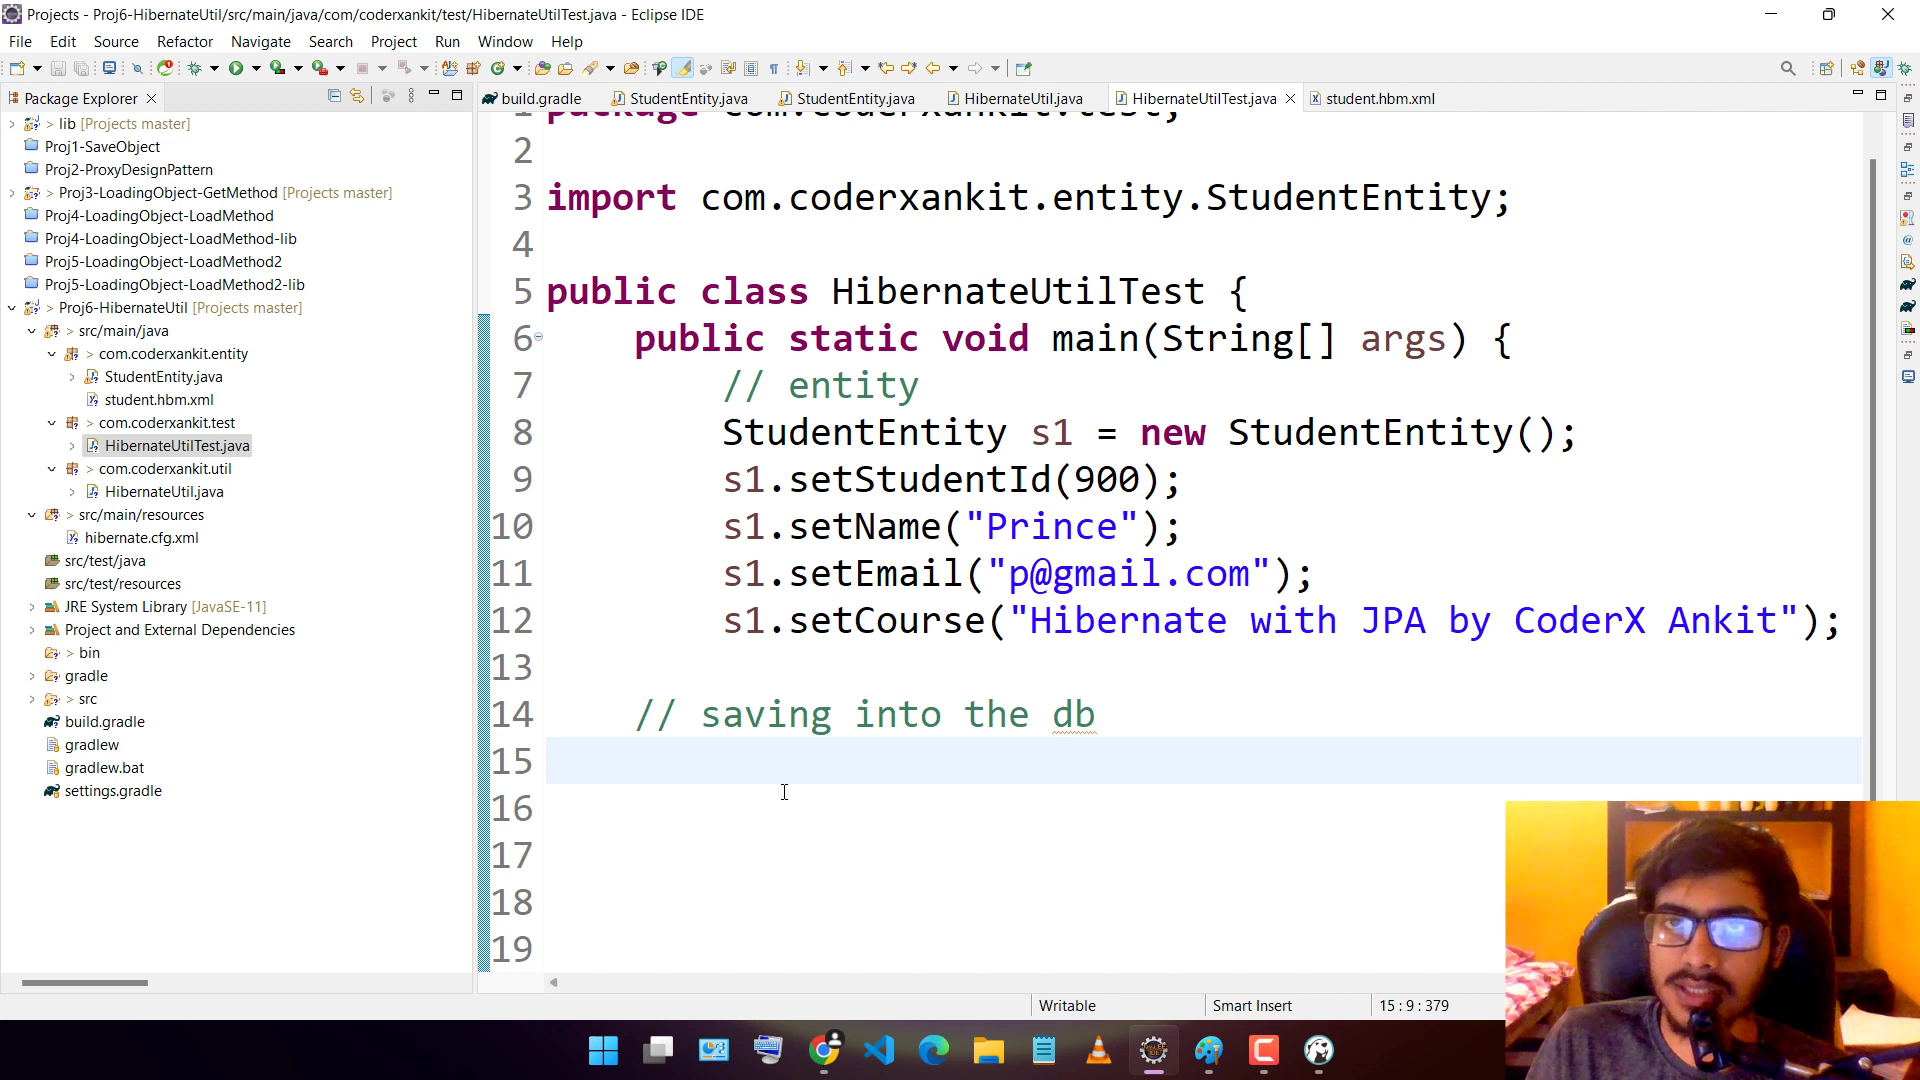 Projects - Proj6-HibernateUtil/src/main/java/com/coderxankit/test/HibernateUtilTest.java - Eclipse IDE
File Edit Source Refactor Navigate Search Project Run Window Help
Package Explorer
build.gradle StudentEntity.java StudentEntity.java HibernateUtil.java HibernateUtilTest.java student.hbm.xml
> lib [Projects master]
Proj1-SaveObject
Proj2-ProxyDesignPattern
> Proj3-LoadingObject-GetMethod [Projects master]
Proj4-LoadingObject-LoadMethod
Proj4-LoadingObject-LoadMethod-lib
Proj5-LoadingObject-LoadMethod2
Proj5-LoadingObject-LoadMethod2-lib
> Proj6-HibernateUtil [Projects master]
> src/main/java
> com.coderxankit.entity
StudentEntity.java
student.hbm.xml
> com.coderxankit.test
HibernateUtilTest.java
> com.coderxankit.util
HibernateUtil.java
> src/main/resources
hibernate.cfg.xml
src/test/java
src/test/resources
JRE System Library [JavaSE-11]
Project and External Dependencies
> bin
gradle
> src
build.gradle
gradlew
gradlew.bat
settings.gradle
1 package com.coderxankit.test;
2
3 import com.coderxankit.entity.StudentEntity;
4
5 public class HibernateUtilTest {
6 public static void main(String[] args) {
7 // entity
8 StudentEntity s1 = new StudentEntity();
9 s1.setStudentId(900);
10 s1.setName("Prince");
11 s1.setEmail("p@gmail.com");
12 s1.setCourse("Hibernate with JPA by CoderX Ankit");
13
14 // saving into the db
15
16
17
18
19
Writable Smart Insert 15 : 9 : 379